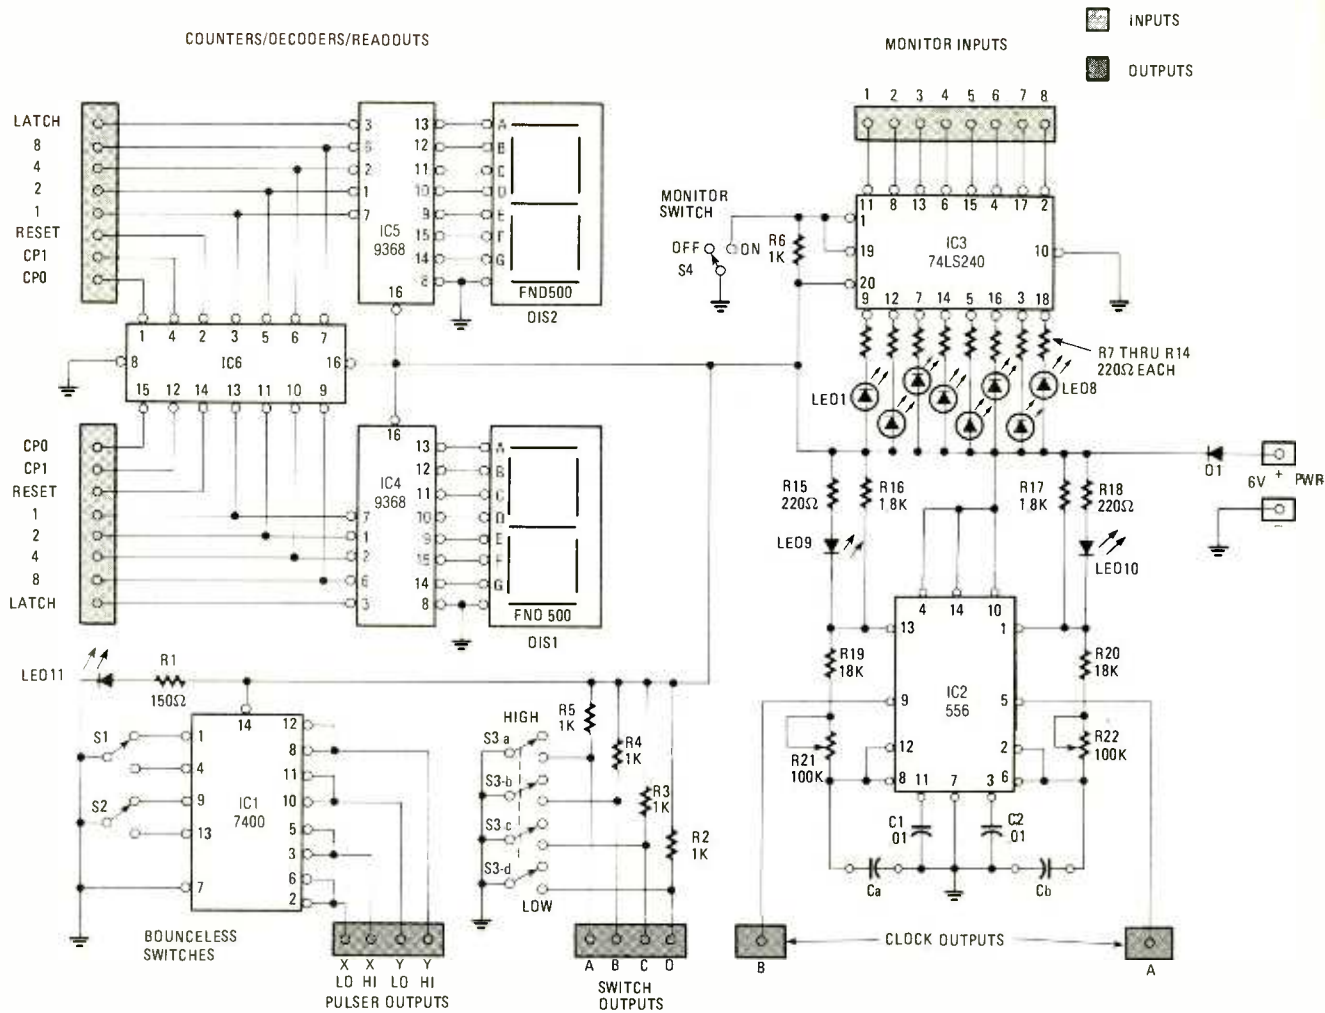 COUNTERS/DECODERS/READOUTS
MONITOR INPUTS
INPUTS
OUTPUTS
LATCH
8
4
2
1
RESET
CP1
CP0
3
6
2
1
7
IC5
9368
16
13
12
11
10
9
15
14
8
A
B
C
D
E
F
G
FND500
DIS2
1 4 2 3 5 6 7
8
IC6
16
15 12 14 13 11 10 9
CP0
CP1
RESET
1
2
4
8
LATCH
16
IC4
9368
7
1
2
6
3
13
12
11
10
9
15
14
8
A
B
C
D
E
F
G
FND 500
DIS1
1 2 3 4 5 6 7 8
MONITOR
SWITCH
OFF
ON
S4
R6
1K
11 8 13 6 15 4 17 2
1
19
20
IC3
74LS240
10
9 12 7 14 5 16 3 18
R7 THRU R14
220Ω EACH
LED1
LED8
D1
6V
+
PWR
−
R15
220Ω
R16
1.8K
R17
1.8K
R18
220Ω
LED9
LED10
4 14 10
13
1
9
5
12
2
8
6
11 7 3
IC2
556
R19
18K
R20
18K
R21
100K
R22
100K
C1
.01
C2
.01
Ca
Cb
CLOCK OUTPUTS
B
A
LED11
R1
150Ω
S1
S2
14
1
4
9
13
7
IC1
7400
12
8
11
10
5
3
6
2
BOUNCELESS
SWITCHES
X X Y Y
LO HI LO HI
PULSER OUTPUTS
HIGH
S3-a
S3-b
S3-c
S3-d
LOW
R5
1K
R4
1K
R3
1K
R2
1K
A B C D
SWITCH
OUTPUTS